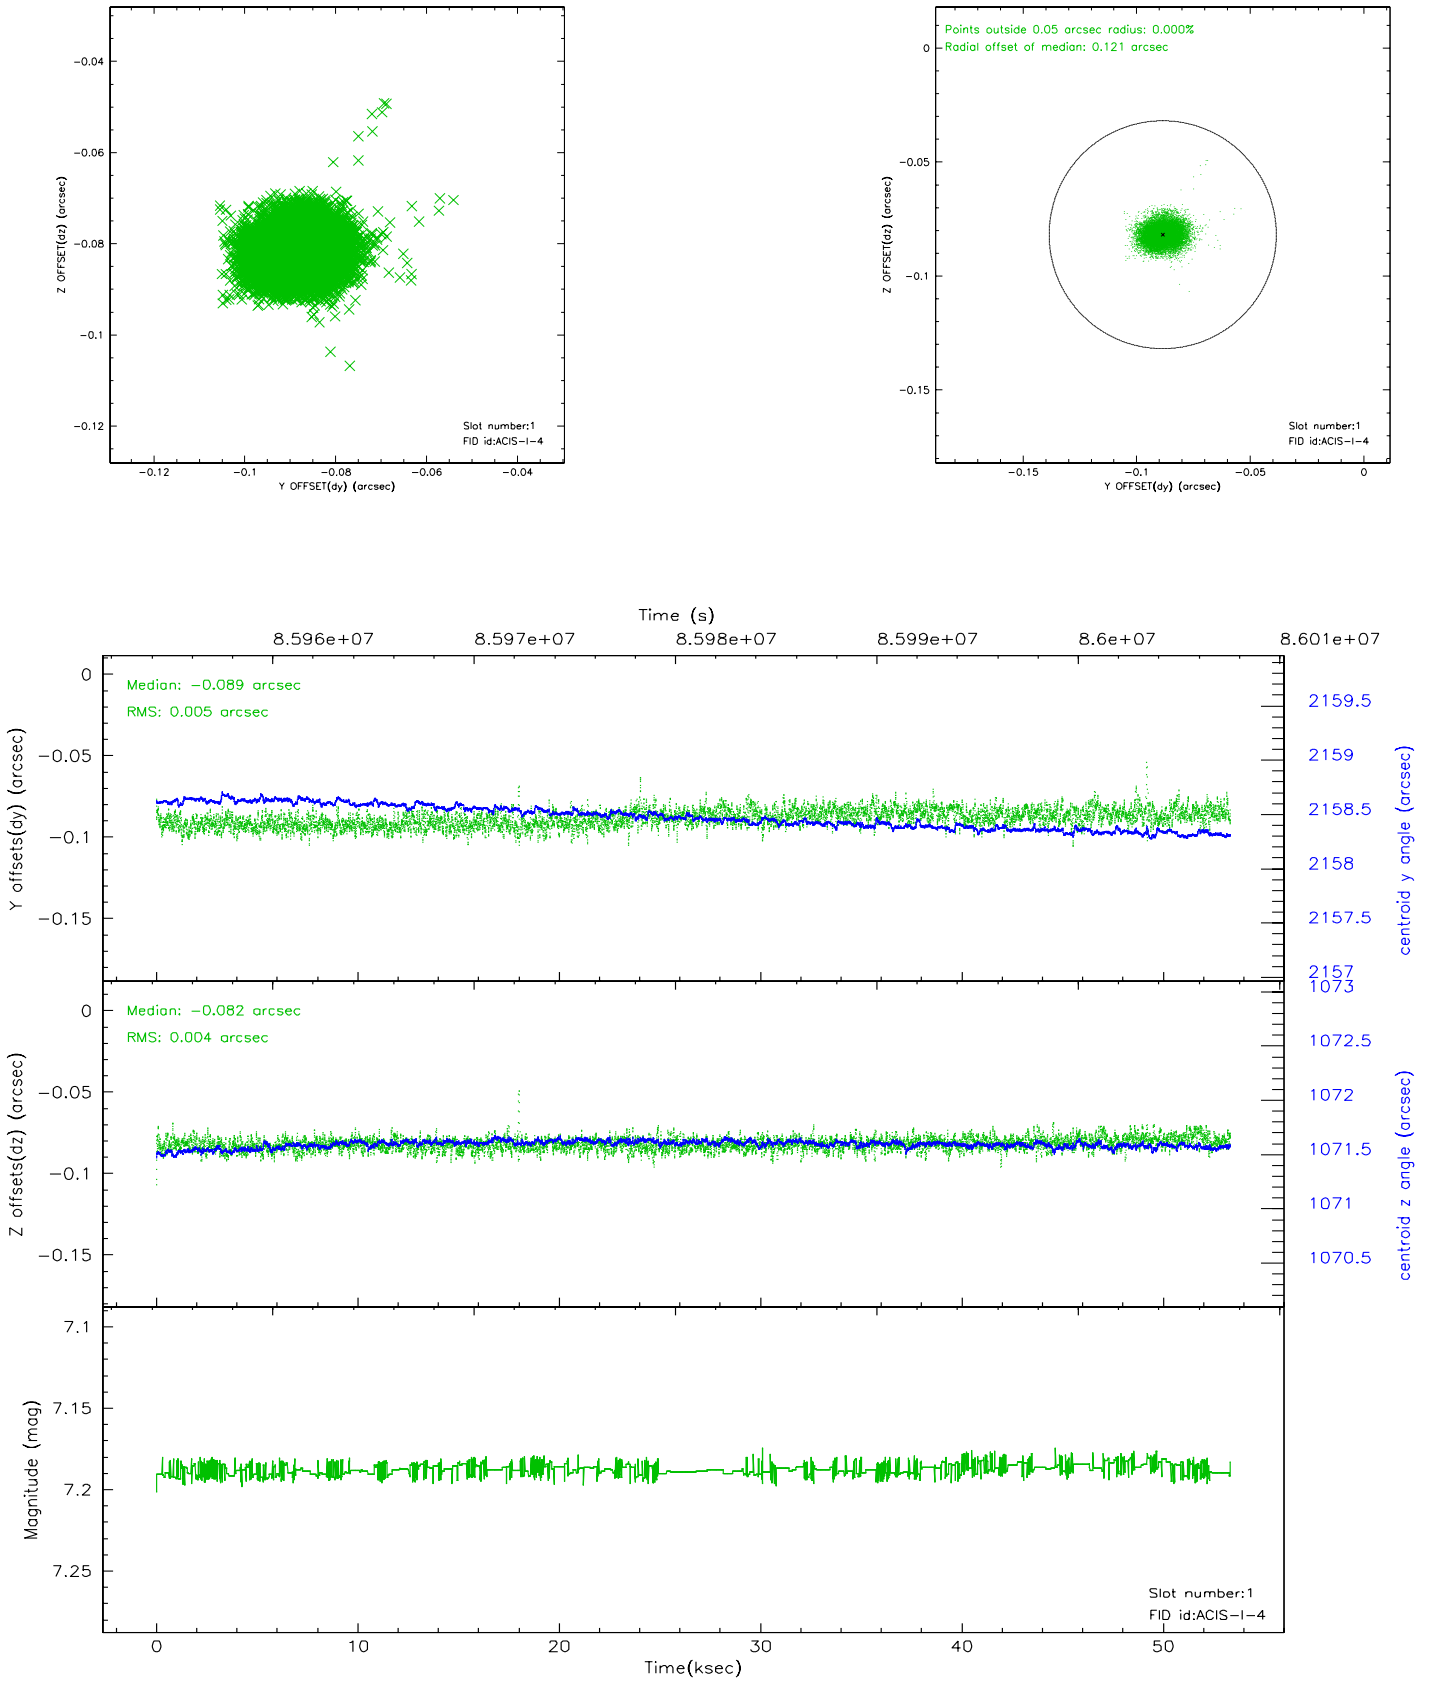 −0.04
−0.06
−0.08
−0.1
−0.12
Z OFFSET(dz) (arcsec)
Slot number:1
FID id:ACIS−I−4
−0.12
−0.1
−0.08
−0.06
−0.04
Y OFFSET(dy) (arcsec)
Points outside 0.05 arcsec radius: 0.000%
Radial offset of median: 0.121 arcsec
0
−0.05
−0.1
−0.15
Z OFFSET(dz) (arcsec)
Slot number:1
FID id:ACIS−I−4
−0.15
−0.1
−0.05
0
Y OFFSET(dy) (arcsec)
Time (s)
8.596e+07
8.597e+07
8.598e+07
8.599e+07
8.6e+07
8.601e+07
Median: −0.089 arcsec
RMS: 0.005 arcsec
0
−0.05
−0.1
−0.15
Y offsets(dy) (arcsec)
2159.5
2159
2158.5
2158
2157.5
2157
centroid y angle (arcsec)
Median: −0.082 arcsec
RMS: 0.004 arcsec
0
−0.05
−0.1
−0.15
Z offsets(dz) (arcsec)
1073
1072.5
1072
1071.5
1071
1070.5
centroid z angle (arcsec)
7.1
7.15
7.2
7.25
Magnitude (mag)
Slot number:1
FID id:ACIS−I−4
0
10
20
30
40
50
Time(ksec)